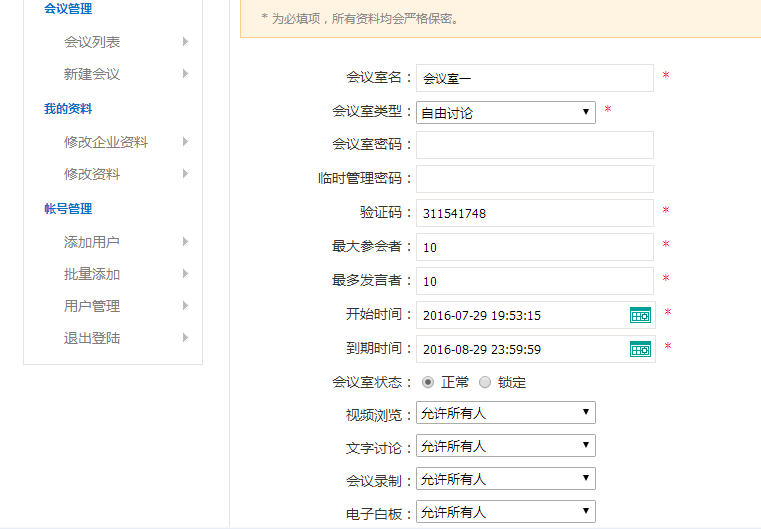 会议管理
会议列表
新建会议
我的资料
修改企业资料
修改资料
帐号管理
添加用户
批量添加
用户管理
退出登陆
* 为必填项，所有资料均会严格保密。
会议室名： 会议室一 *
会议室类型： 自由讨论 *
会议室密码：
临时管理密码：
验证码： 311541748 *
最大参会者： 10 *
最多发言者： 10 *
开始时间： 2016-07-29 19:53:15 *
到期时间： 2016-08-29 23:59:59 *
会议室状态： 正常 锁定
视频浏览： 允许所有人
文字讨论： 允许所有人
会议录制： 允许所有人
电子白板： 允许所有人